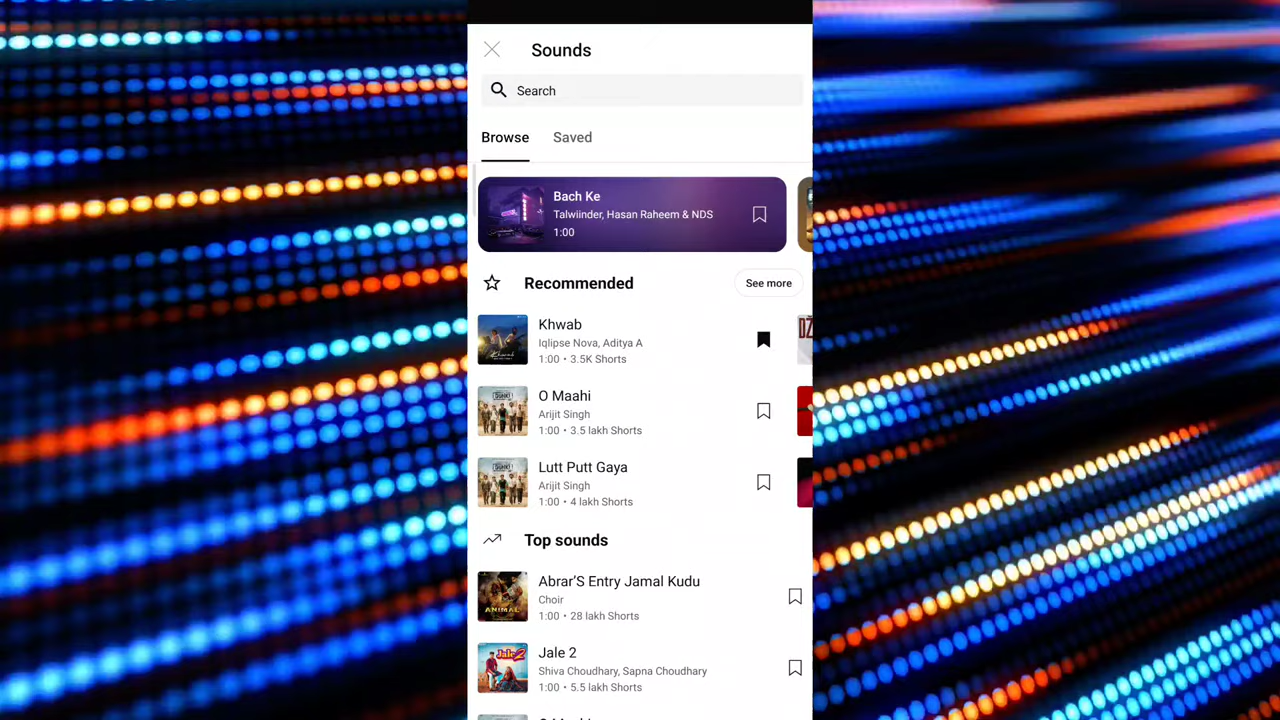 Sounds
Search
Browse
Saved
Bach Ke
Talwiinder, Hasan Raheem & NDS
1:00
Recommended
See more
Khwab
Iqlipse Nova, Aditya A
1:00 • 3.5K Shorts
O Maahi
Arijit Singh
1:00 • 3.5 lakh Shorts
Lutt Putt Gaya
Arijit Singh
1:00 • 4 lakh Shorts
Top sounds
Abrar'S Entry Jamal Kudu
Choir
1:00 • 28 lakh Shorts
ANIMAL
Jale 2
Shiva Choudhary, Sapna Choudhary
1:00 • 5.5 lakh Shorts
Jale 2